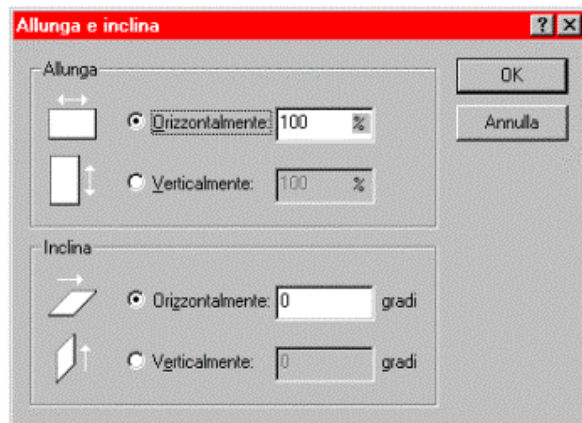 Allunga e inclina
Allunga
Orizzontalmente: 100 %
Verticalmente: 100 %
OK
Annulla
Inclina
Orizzontalmente: 0 gradi
Verticalmente: 0 gradi